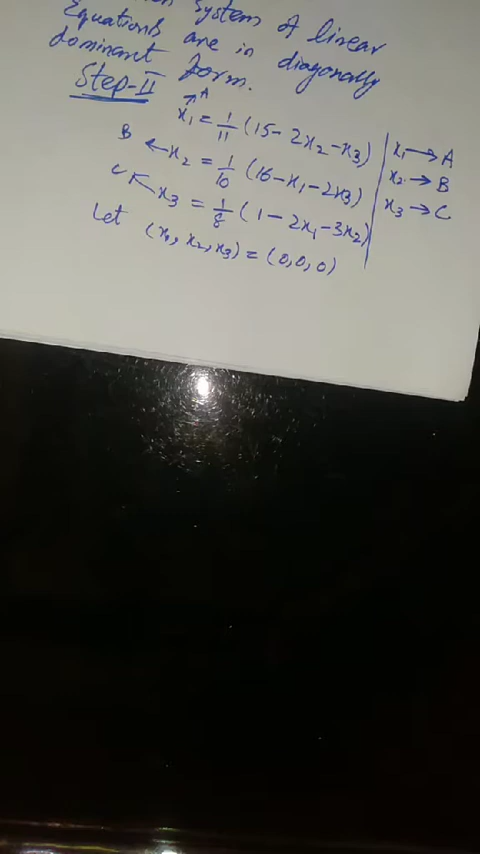 System of linear
Equations are in diagonally
dominant form.
Step-II
A
x₁ = 1/11 (15 - 2x₂ - x₃) | x₁ → A
B ← x₂ = 1/10 (16 - x₁ - 2x3) | x₂ → B
C ← x₃ = 1/8 (1 - 2x₁ - 3x₂) | x₃ → C
Let (x₁, x₂, x₃) = (0, 0, 0)